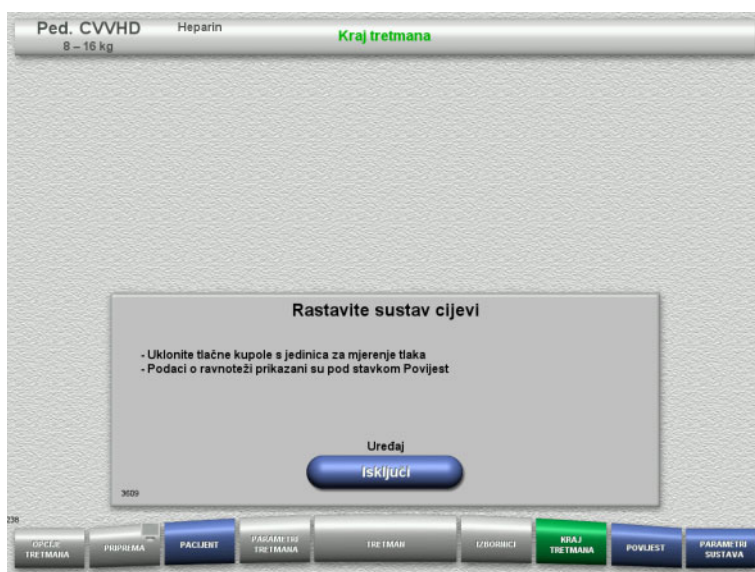 Ped. CVVHD
8 – 16 kg
Heparin
Kraj tretmana
Rastavite sustav cijevi
- Uklonite tlačne kupole s jedinica za mjerenje tlaka
- Podaci o ravnoteži prikazani su pod stavkom Povijest
Uređaj
Isključi
3609
238
OPCIJE
TRETMANA
PRIPREMA
PACIJENT
PARAMETRI
TRETMANA
TRETMAN
IZBORNICI
KRAJ
TRETMANA
POVIJEST
PARAMETRI
SUSTAVA